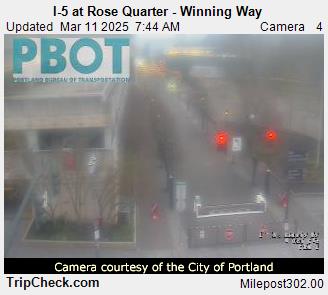 I-5 at Rose Quarter - Winning Way
Updated Mar 11 2025 7:44 AM Camera 4
PBOT
PORTLAND BUREAU OF TRANSPORTATION
Camera courtesy of the City of Portland
TripCheck.com Milepost302.00